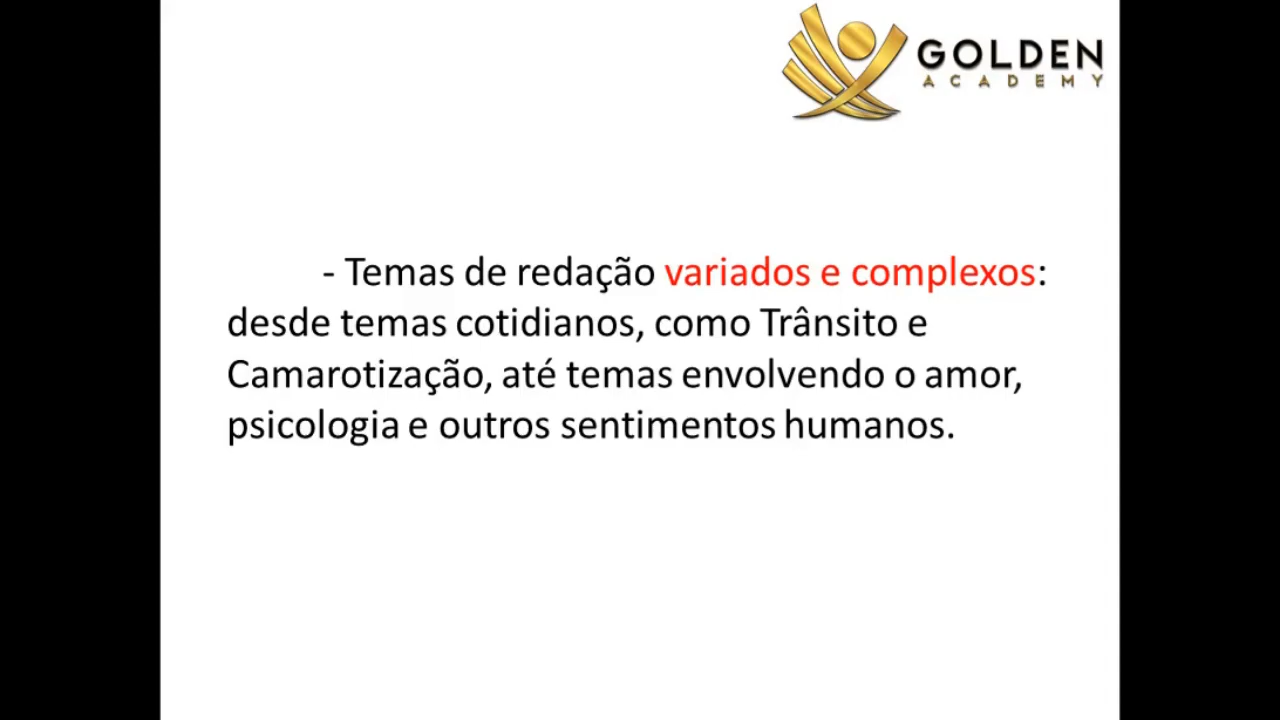 GOLDEN
ACADEMY
- Temas de redação variados e complexos:
desde temas cotidianos, como Trânsito e
Camarotização, até temas envolvendo o amor,
psicologia e outros sentimentos humanos.